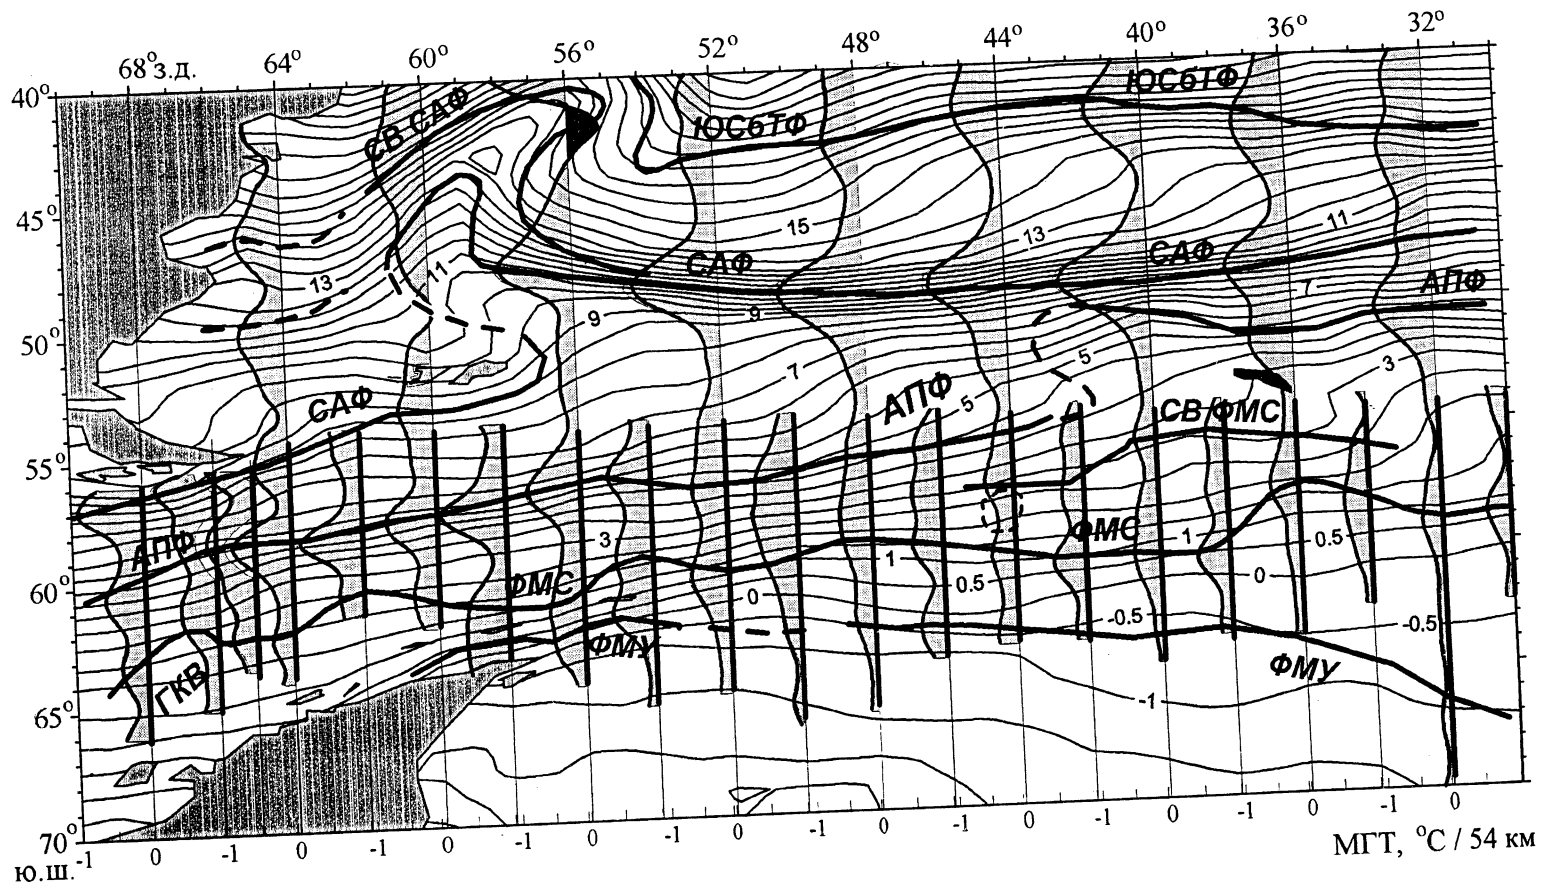 68° з.д. 64° 60° 56° 52° 48° 44° 40° 36° 32°
40°
СВ САФ ЮСбТФ ЮСбТФ
45°
15 13 11
САФ САФ
13 11 7 АПФ
9 9
50°
5 7 5 3
САФ АПФ 5 СВ ФМС
55°
АПФ 3 ФМС 1 0.5
1
60°
ФМС 0 0.5 0
-0.5 -0.5
ФМУ ФМУ
ГКВ
-1
65°
70°
ю.ш. -1 0 -1 0 -1 0 -1 0 -1 0 -1 0 -1 0 -1 0 -1 0 -1 0
МГТ, °С / 54 км